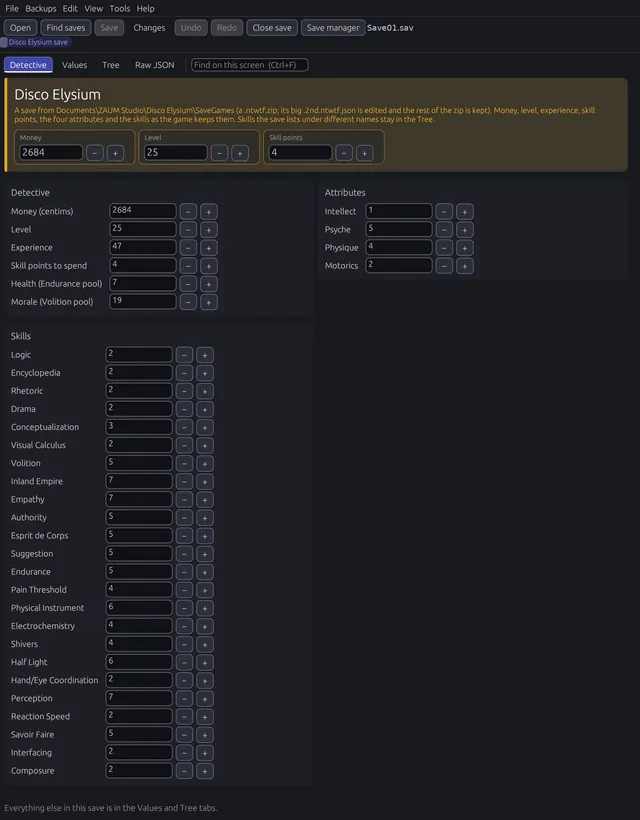 File Backups Edit View Tools Help
Open Find saves Save Changes Undo Redo Close save Save manager Save01.sav
Disco Elysium save
Detective Values Tree Raw JSON Find on this screen (Ctrl+F)
Disco Elysium
A save from Documents\ZAUM Studio\Disco Elysium\SaveGames (a .ntwtf.zip; its big .2nd.ntwtf.json is edited and the rest of the zip is kept). Money, level, experience, skill
points, the four attributes and the skills as the game keeps them. Skills the save lists under different names stay in the Tree.
Money Level Skill points
2684 − + 25 − + 4 − +
Detective
Money (centims) 2684 − +
Level 25 − +
Experience 47 − +
Skill points to spend 4 − +
Health (Endurance pool) 7 − +
Morale (Volition pool) 19 − +
Attributes
Intellect 1 − +
Psyche 5 − +
Physique 4 − +
Motorics 2 − +
Skills
Logic 2 − +
Encyclopedia 2 − +
Rhetoric 2 − +
Drama 2 − +
Conceptualization 3 − +
Visual Calculus 2 − +
Volition 5 − +
Inland Empire 7 − +
Empathy 7 − +
Authority 5 − +
Esprit de Corps 5 − +
Suggestion 5 − +
Endurance 5 − +
Pain Threshold 4 − +
Physical Instrument 6 − +
Electrochemistry 4 − +
Shivers 4 − +
Half Light 6 − +
Hand/Eye Coordination 2 − +
Perception 7 − +
Reaction Speed 2 − +
Savoir Faire 5 − +
Interfacing 2 − +
Composure 2 − +
Everything else in this save is in the Values and Tree tabs.